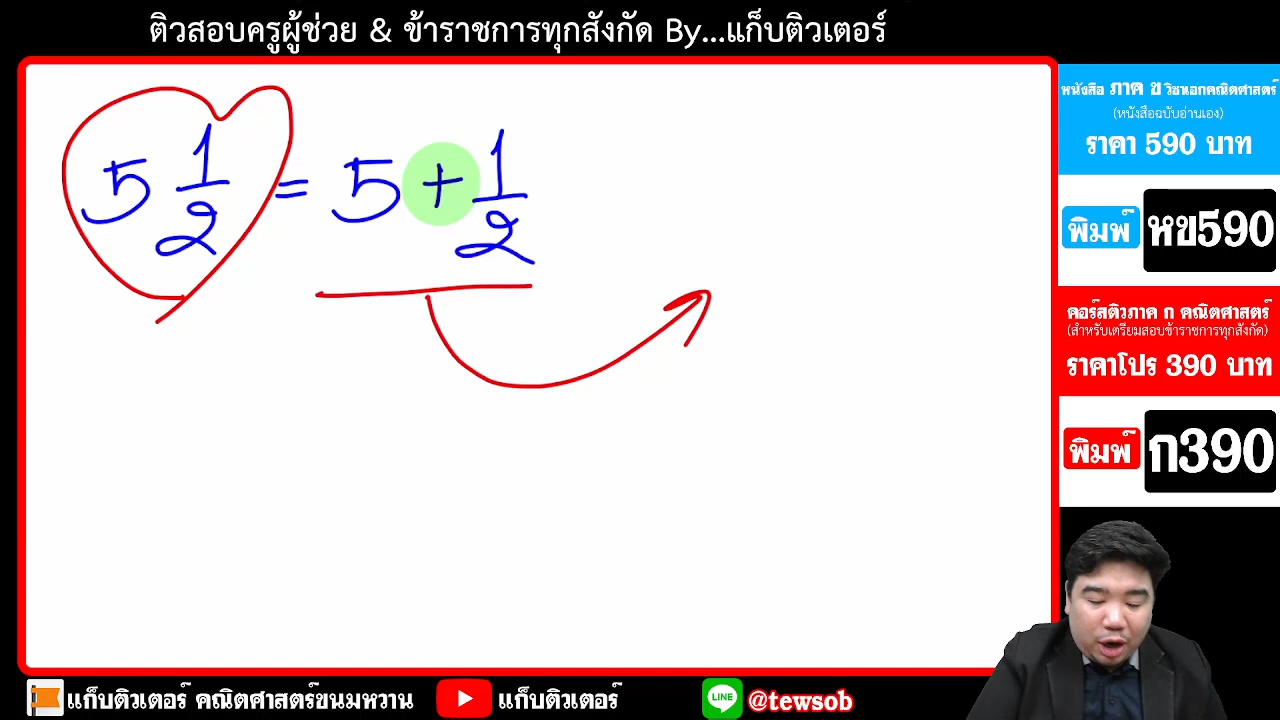 ติวสอบครูผู้ช่วย & ข้าราชการทุกสังกัด By...แก็บติวเตอร์
5 1/2 = 5 + 1/2
หนังสือ ภาค ข วิชาเอกคณิตศาสตร์
(หนังสือฉบับอ่านเอง)
ราคา 590 บาท
พิมพ์ หข590
คอร์สติวภาค ก คณิตศาสตร์
(สำหรับเตรียมสอบข้าราชการทุกสังกัด)
ราคาโปร 390 บาท
พิมพ์ ก390
แก็บติวเตอร์ คณิตศาสตร์ขนมหวาน
แก็บติวเตอร์
LINE @tewsob